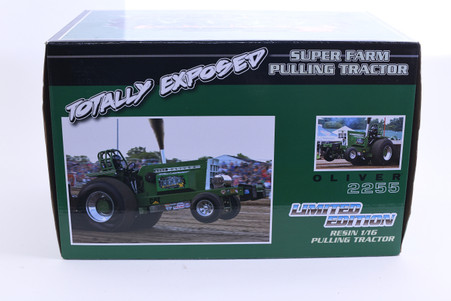 TOTALLY EXPOSED
SUPER FARM
PULLING TRACTOR
OLIVER
2255
LIMITED
EDITION
RESIN 1/16
PULLING TRACTOR